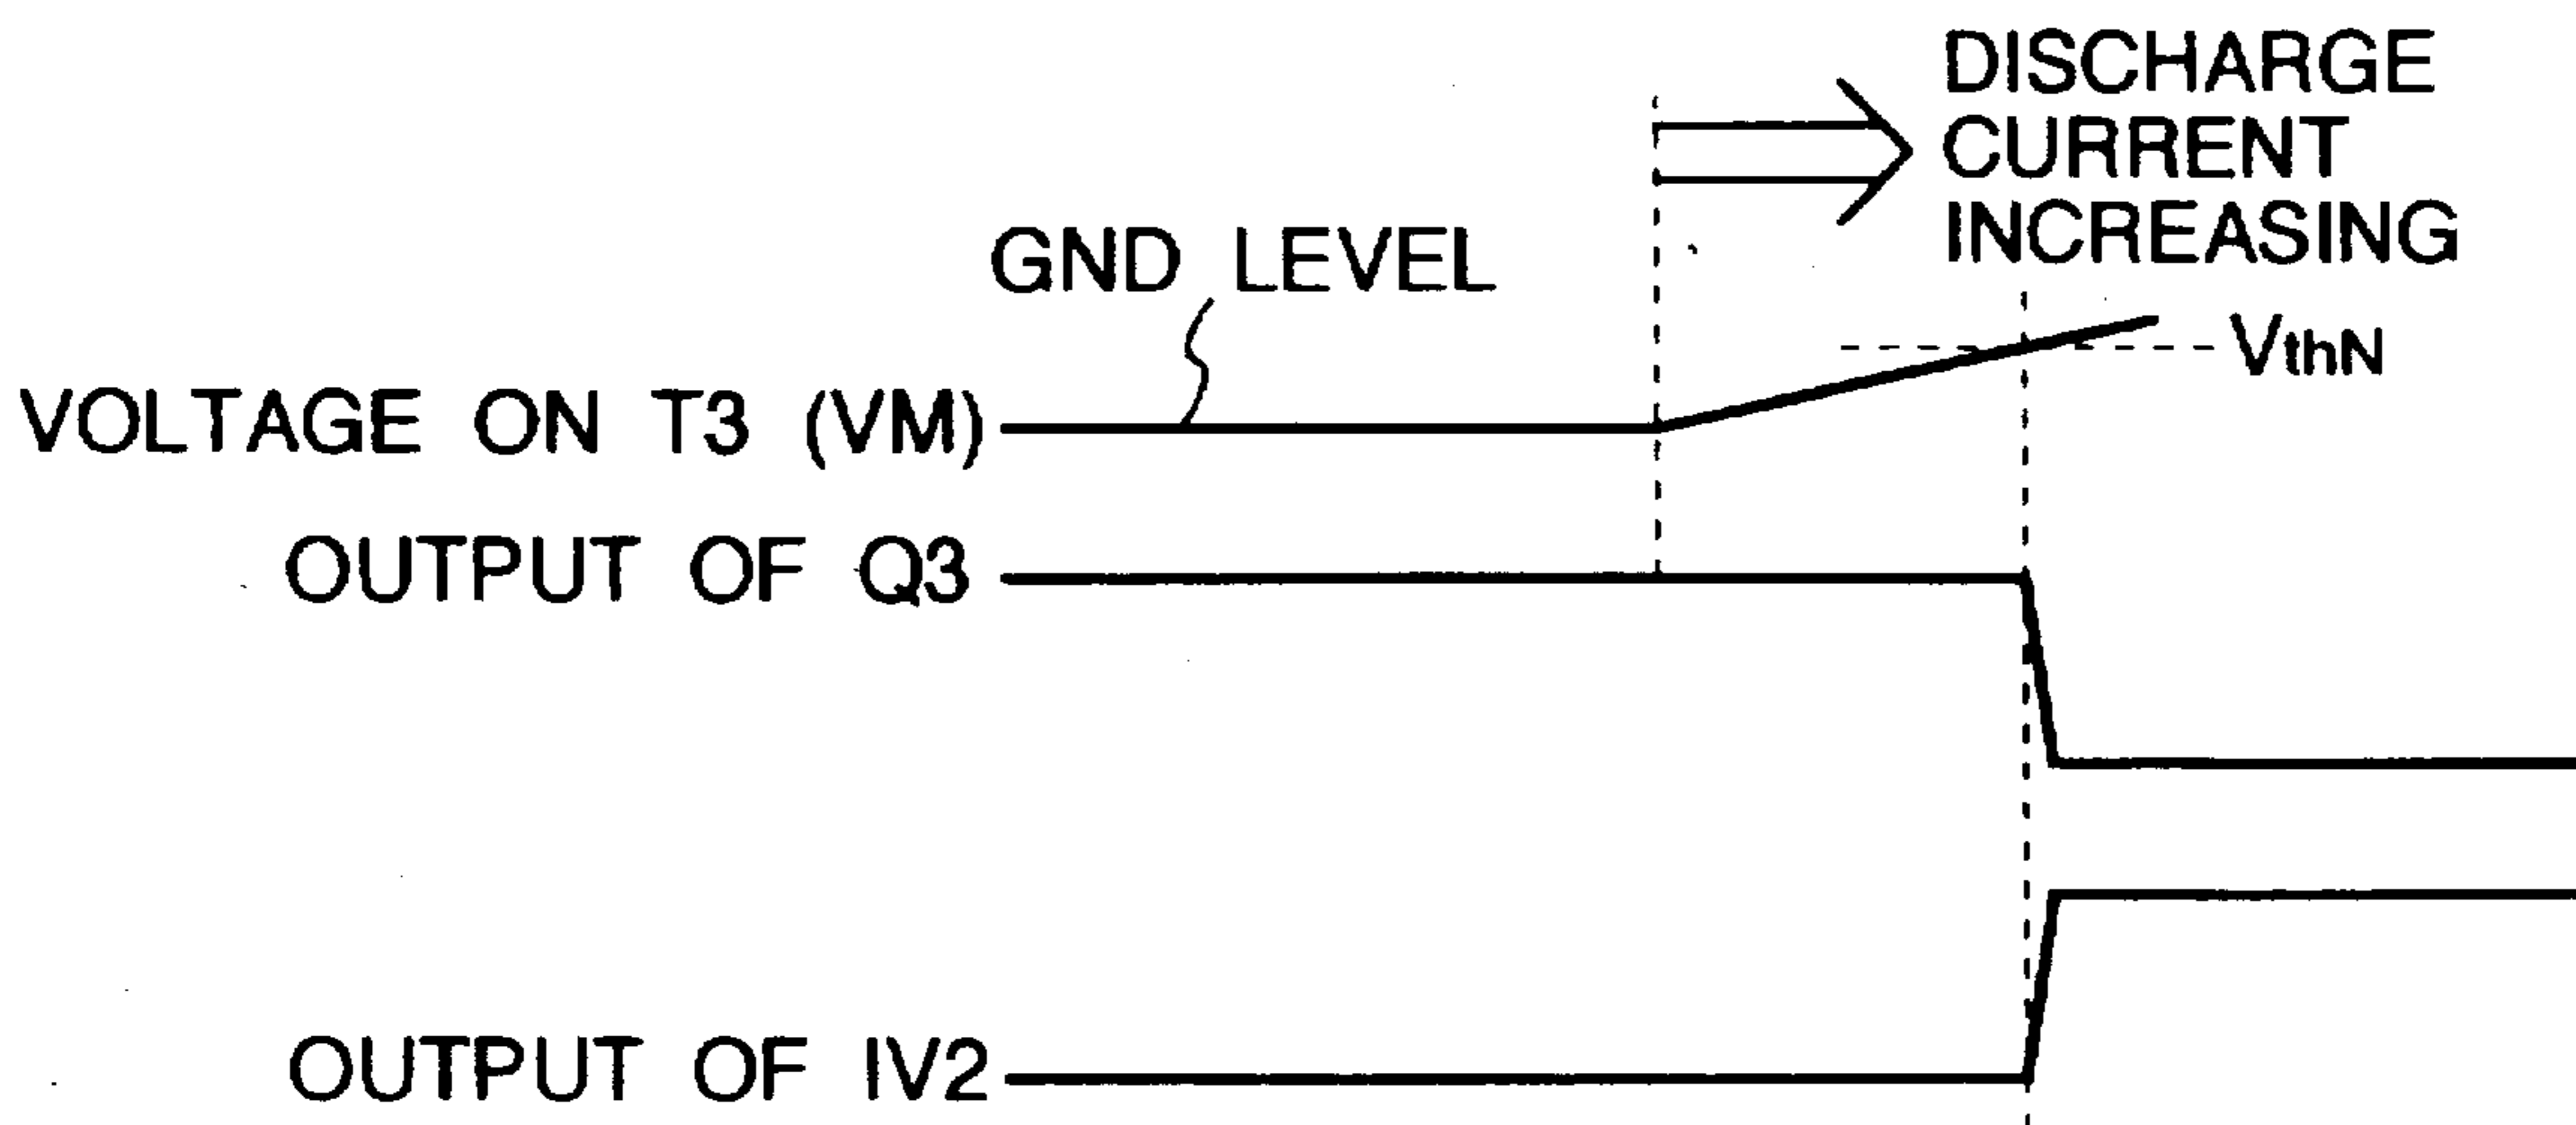 DISCHARGE
CURRENT
INCREASING
GND LEVEL
VthN
VOLTAGE ON T3 (VM)
OUTPUT OF Q3
OUTPUT OF IV2